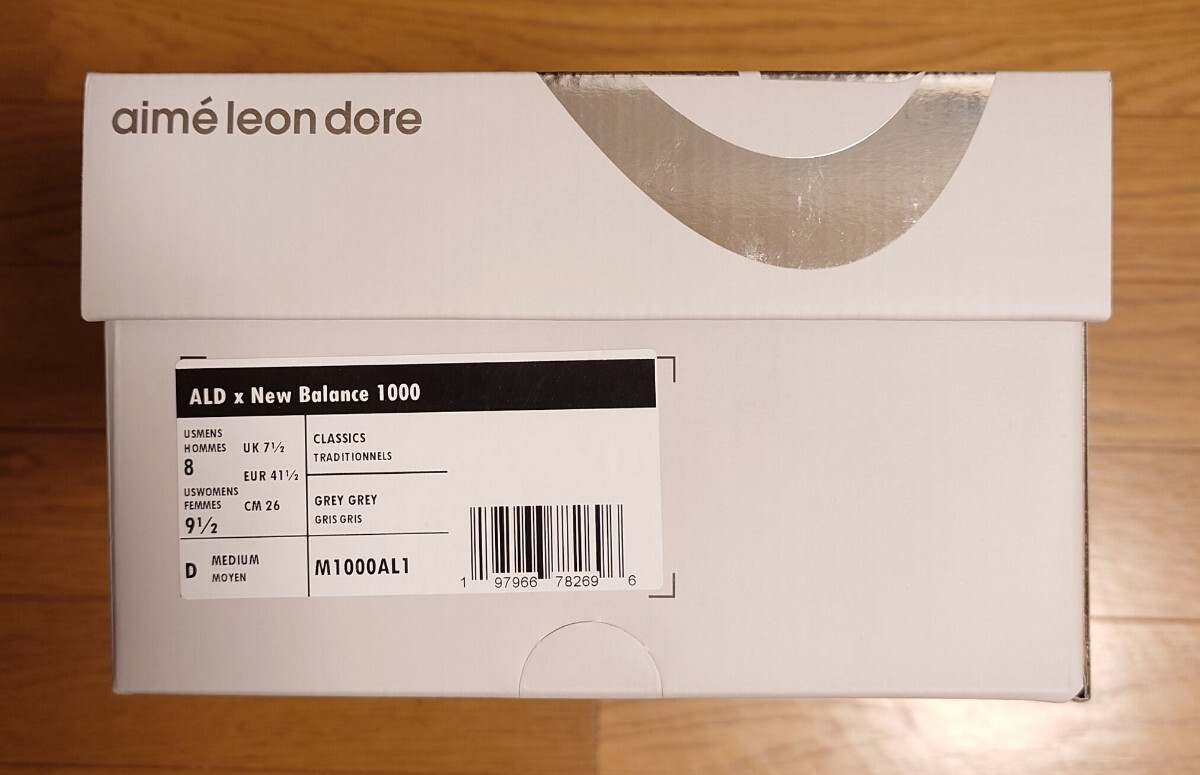 aimé leon dore
ALD x New Balance 1000
USMENS
HOMMES
8
UK 7½
EUR 41½
CM 26
USWOMENS
FEMMES
9½
CLASSICS
TRADITIONNELS
GREY GREY
GRIS GRIS
D MEDIUM
MOYEN
M1000AL1
1 97966 78269 6